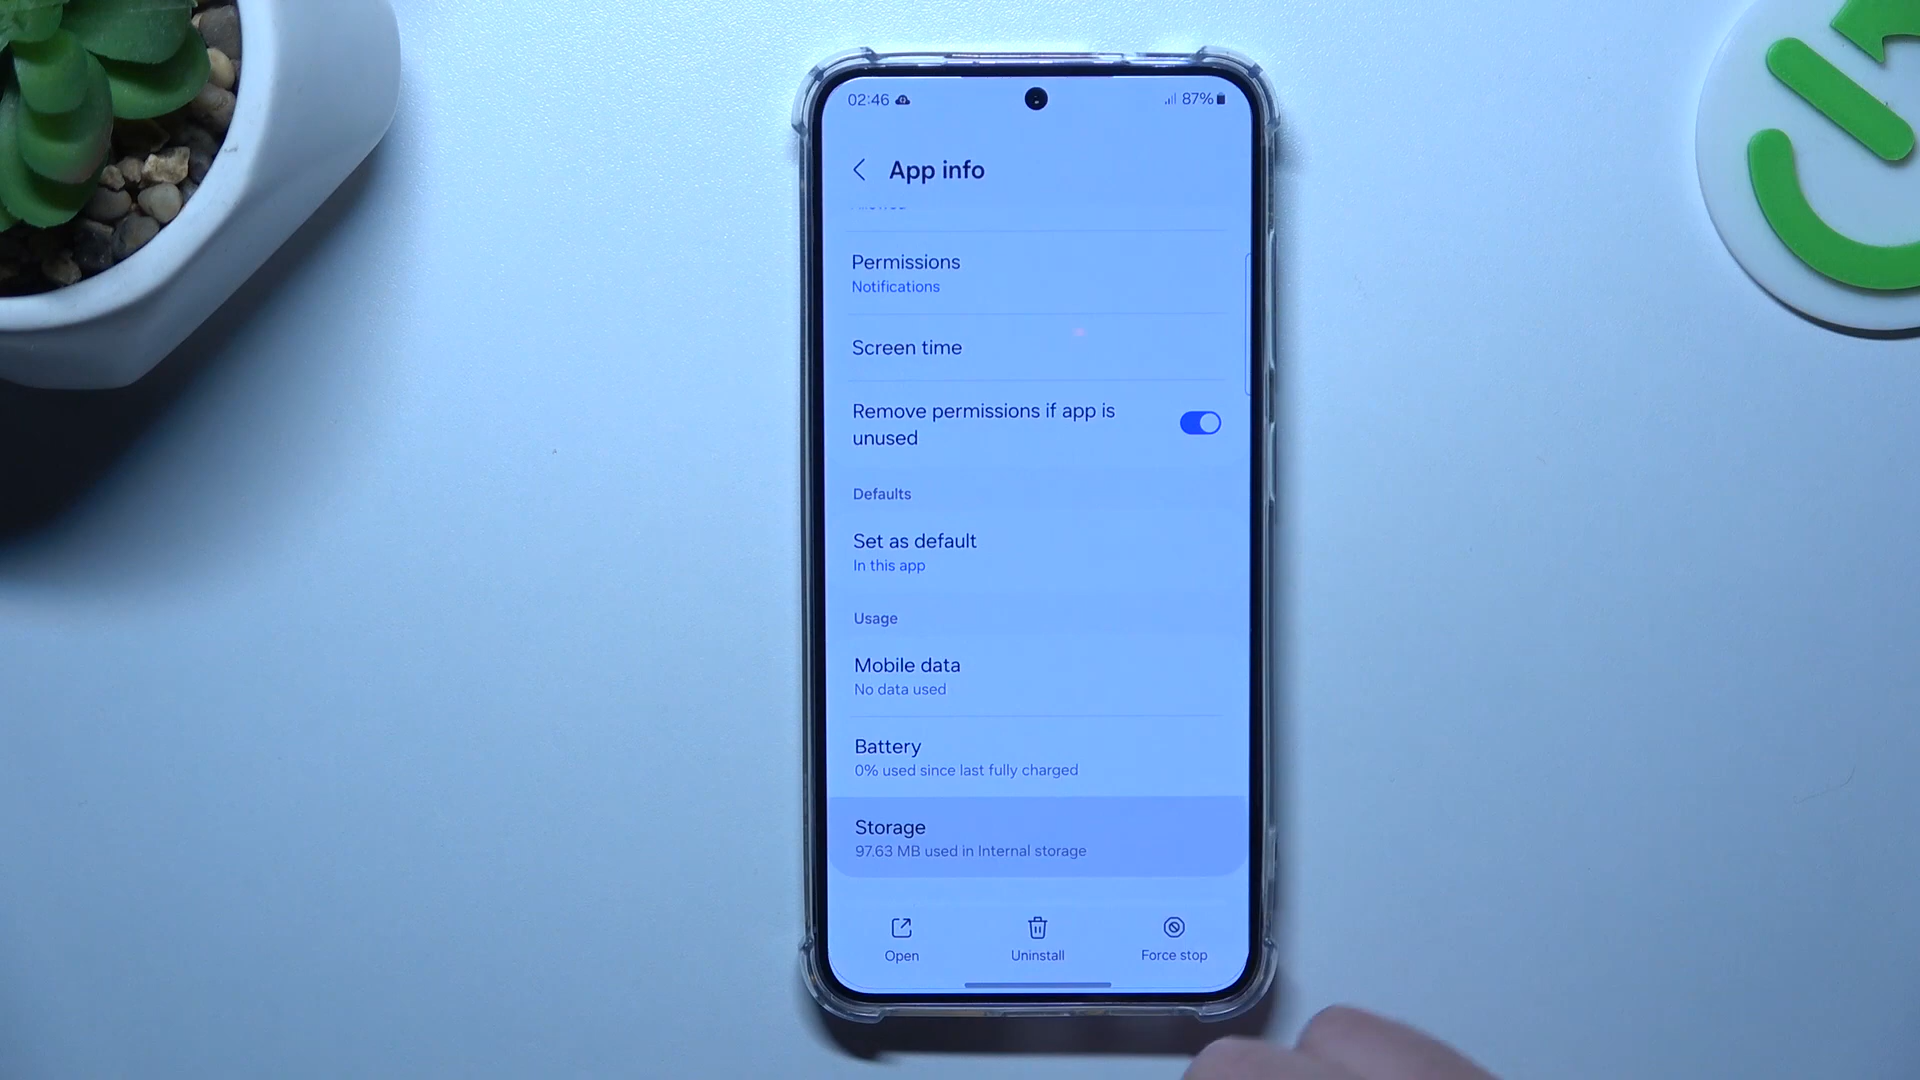 02:46
87%
App info
Permissions
Notifications
Screen time
Remove permissions if app is
unused
Defaults
Set as default
In this app
Usage
Mobile data
No data used
Battery
0% used since last fully charged
Storage
97.63 MB used in Internal storage
Open
Uninstall
Force stop